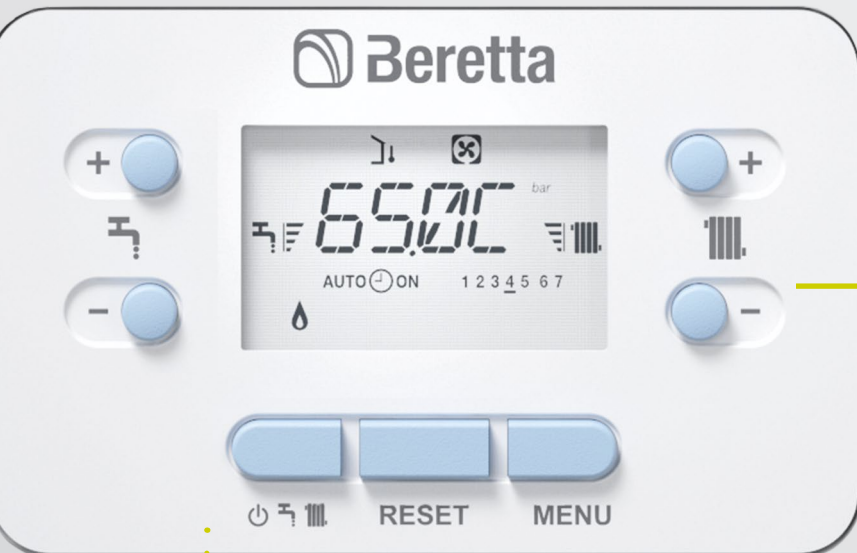 Beretta
+ +
65.0C bar
AUTO ON 1 2 3 4 5 6 7
- -
RESET MENU